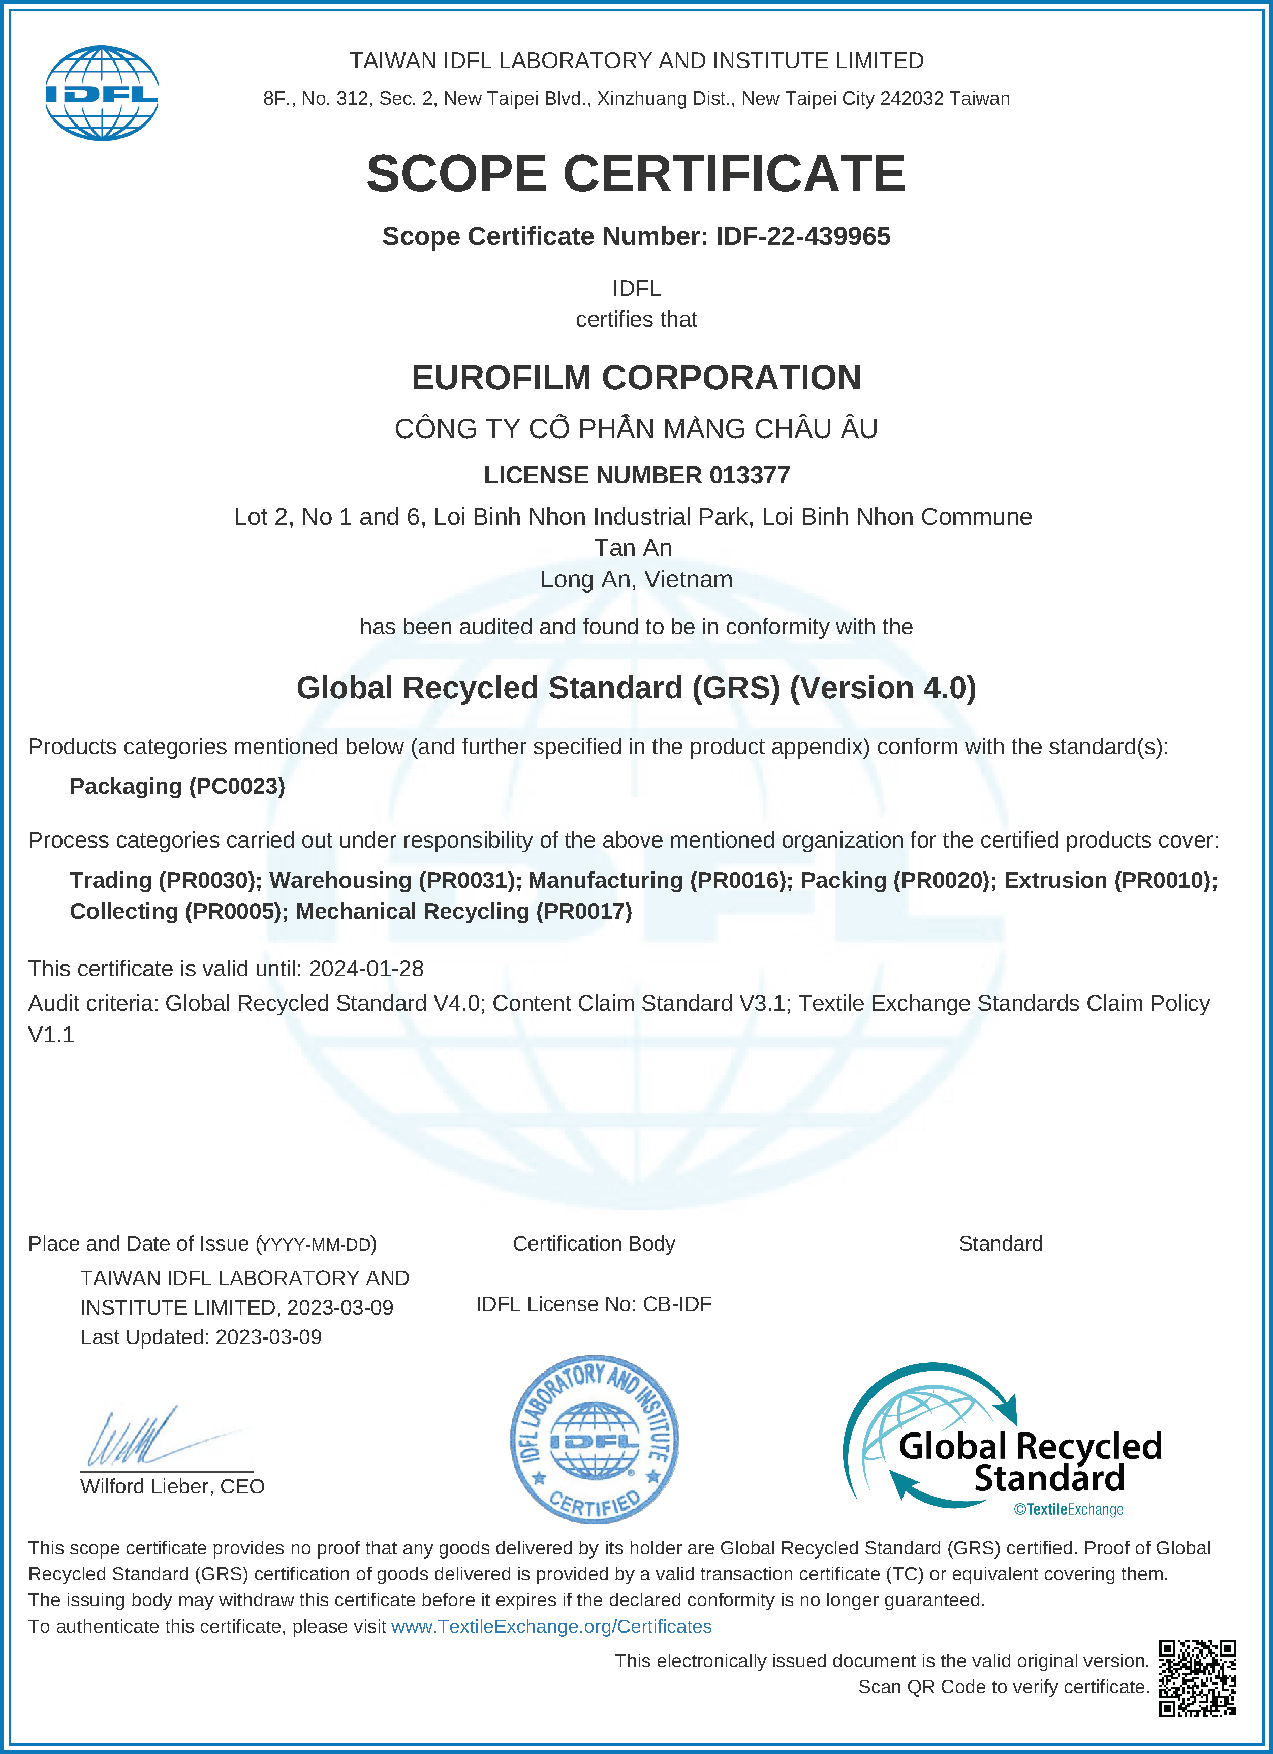 IDFL
TAIWAN IDFL LABORATORY AND INSTITUTE LIMITED
8F., No. 312, Sec. 2, New Taipei Blvd., Xinzhuang Dist., New Taipei City 242032 Taiwan
SCOPE CERTIFICATE
Scope Certificate Number: IDF-22-439965
IDFL
certifies that
EUROFILM CORPORATION
CÔNG TY CỔ PHẦN MÀNG CHÂU ÂU
LICENSE NUMBER 013377
Lot 2, No 1 and 6, Loi Binh Nhon Industrial Park, Loi Binh Nhon Commune
Tan An
Long An, Vietnam
has been audited and found to be in conformity with the
Global Recycled Standard (GRS) (Version 4.0)
Products categories mentioned below (and further specified in the product appendix) conform with the standard(s):
Packaging (PC0023)
Process categories carried out under responsibility of the above mentioned organization for the certified products cover:
Trading (PR0030); Warehousing (PR0031); Manufacturing (PR0016); Packing (PR0020); Extrusion (PR0010);
Collecting (PR0005); Mechanical Recycling (PR0017)
This certificate is valid until: 2024-01-28
Audit criteria: Global Recycled Standard V4.0; Content Claim Standard V3.1; Textile Exchange Standards Claim Policy
V1.1
IDFL
Place and Date of Issue (YYYY-MM-DD)
TAIWAN IDFL LABORATORY AND
INSTITUTE LIMITED, 2023-03-09
Last Updated: 2023-03-09
Wilford Lieber, CEO
Certification Body
IDFL License No: CB-IDF
IDFL LABORATORY AND INSTITUTE
IDFL
CERTIFIED
Standard
Global Recycled
Standard
©TextileExchange
This scope certificate provides no proof that any goods delivered by its holder are Global Recycled Standard (GRS) certified. Proof of Global
Recycled Standard (GRS) certification of goods delivered is provided by a valid transaction certificate (TC) or equivalent covering them.
The issuing body may withdraw this certificate before it expires if the declared conformity is no longer guaranteed.
To authenticate this certificate, please visit www.TextileExchange.org/Certificates
This electronically issued document is the valid original version.
Scan QR Code to verify certificate.